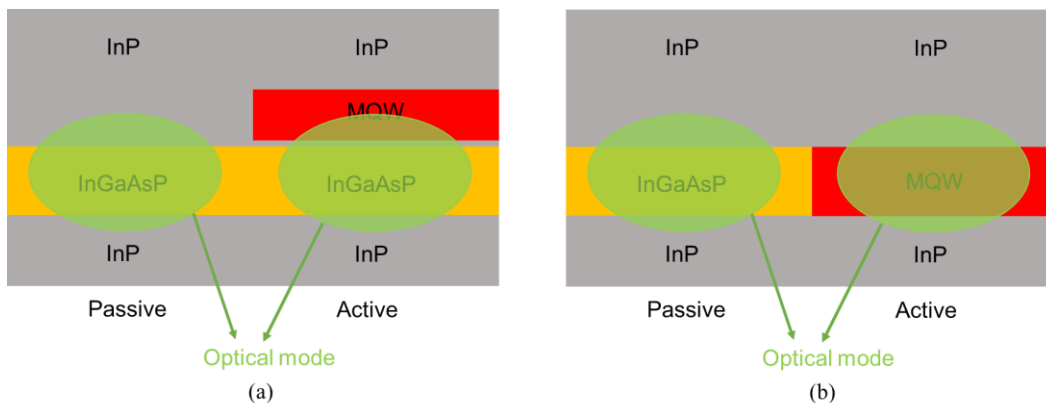 InP
InP
MQW
InGaAsP
InGaAsP
InP
InP
Passive
Active
Optical mode
(a)
InP
InP
InGaAsP
MQW
InP
InP
Passive
Active
Optical mode
(b)